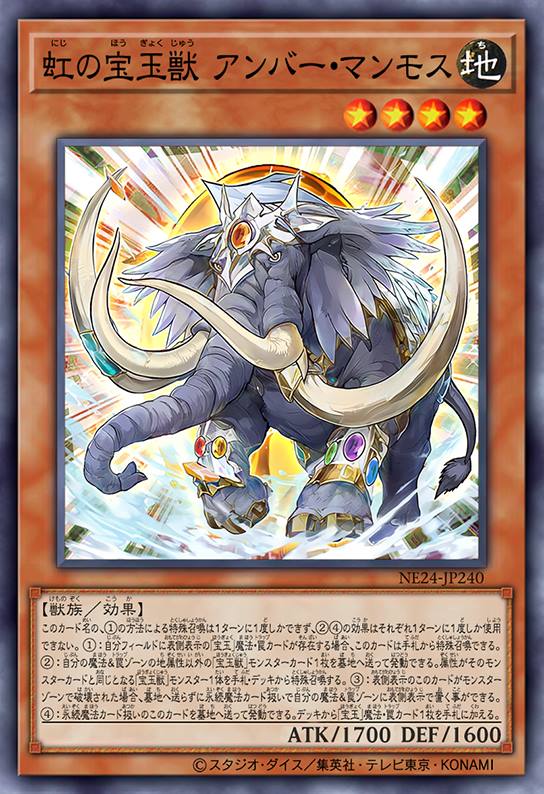 虹の宝玉獣 アンバー・マンモス
地
NE24-JP240
【獣族/効果】
このカード名の、①の方法による特殊召喚は1ターンに1度しかできず、②④の効果はそれぞれ1ターンに1度しか使用
できない。①：自分フィールドに表側表示の「宝玉」魔法・罠カードが存在する場合、このカードは手札から特殊召喚できる。
②：自分の魔法&罠ゾーンの地属性以外の「宝玉獣」モンスターカード1枚を墓地へ送って発動できる。属性がそのモン
スターカードと同じとなる「宝玉獣」モンスター1体を手札・デッキから特殊召喚する。③：表側表示のこのカードがモンスター
ゾーンで破壊された場合、墓地へ送らずに永続魔法カード扱いで自分の魔法&罠ゾーンに表側表示で置く事ができる。
④：永続魔法カード扱いのこのカードを墓地へ送って発動できる。デッキから「宝玉」魔法・罠カード1枚を手札に加える。
ATK/1700 DEF/1600
©スタジオ・ダイス/集英社・テレビ東京・KONAMI